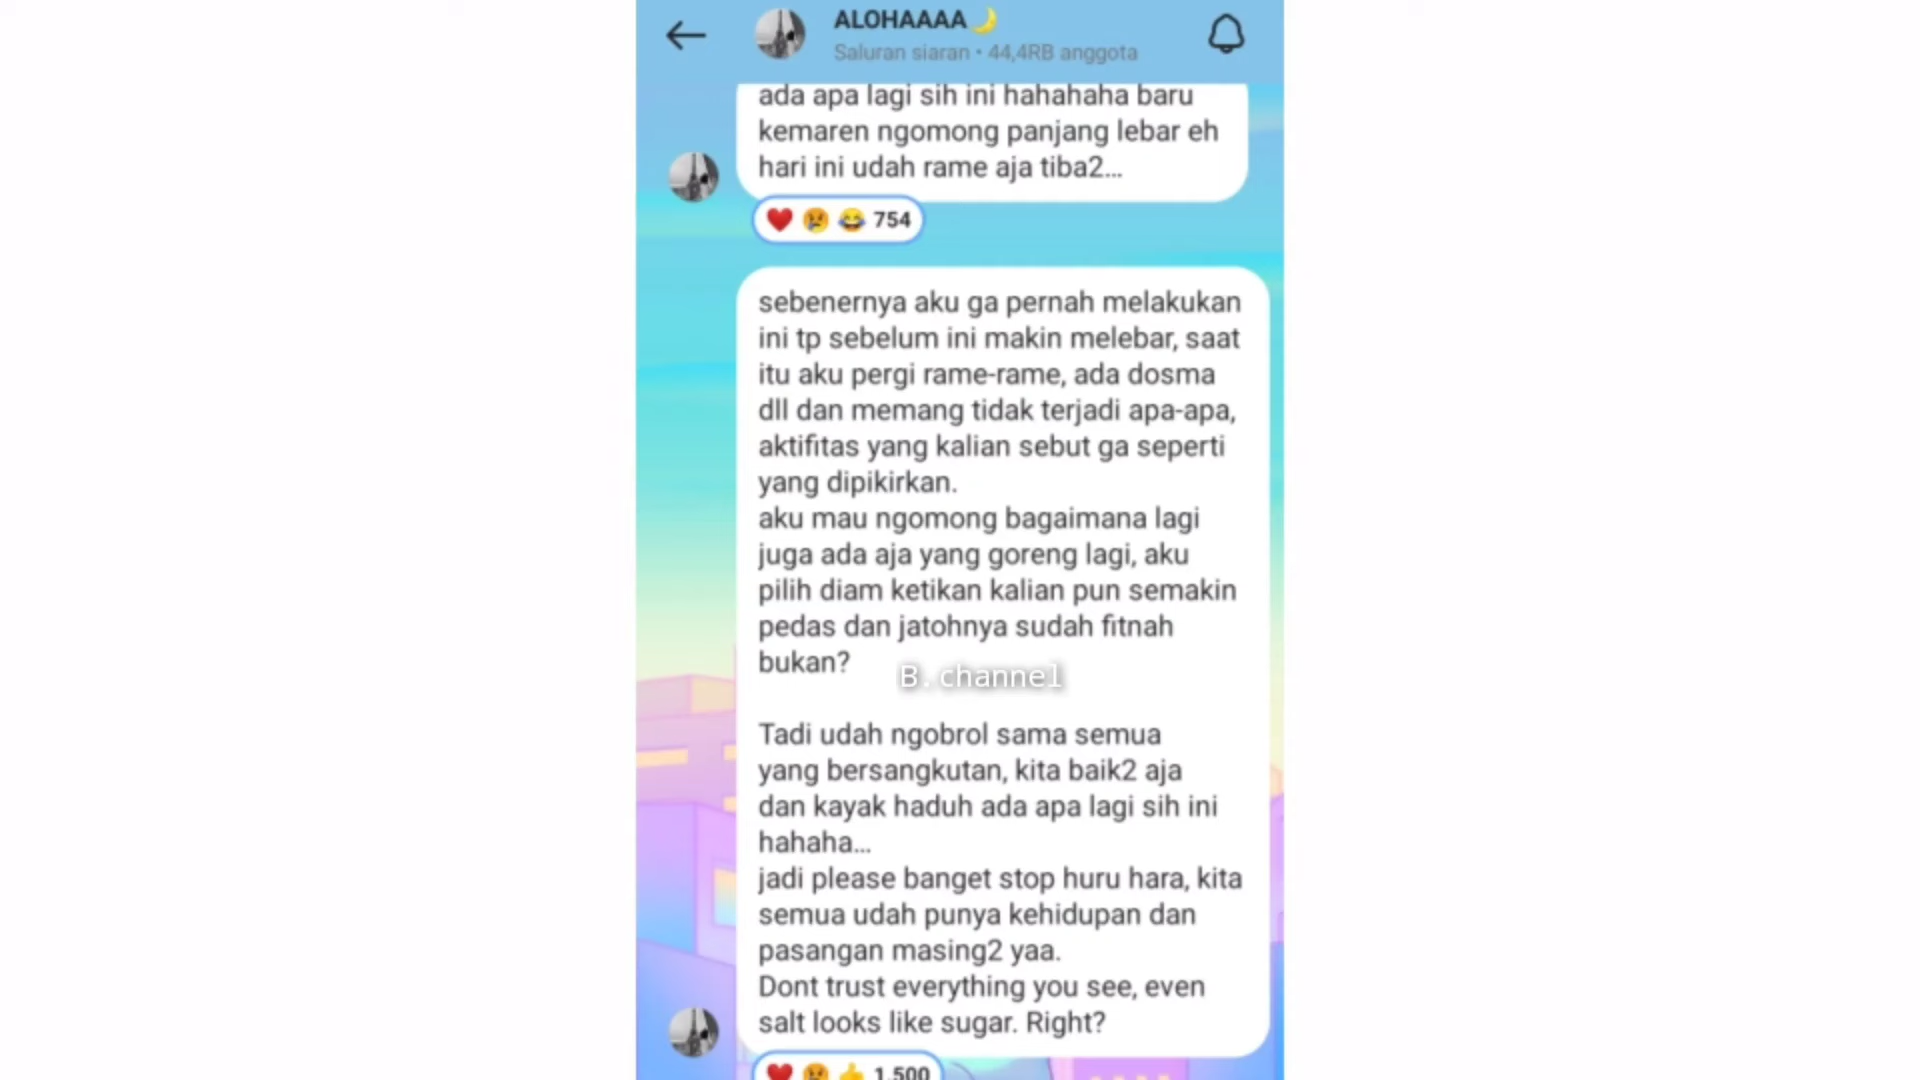 ALOHAAAA🌙
Saluran siaran • 44,4RB anggota
ada apa lagi sih ini hahahaha baru
kemaren ngomong panjang lebar eh
hari ini udah rame aja tiba2...
❤️ 😢 😂 754
sebenernya aku ga pernah melakukan
ini tp sebelum ini makin melebar, saat
itu aku pergi rame-rame, ada dosma
dll dan memang tidak terjadi apa-apa,
aktifitas yang kalian sebut ga seperti
yang dipikirkan.
aku mau ngomong bagaimana lagi
juga ada aja yang goreng lagi, aku
pilih diam ketikan kalian pun semakin
pedas dan jatohnya sudah fitnah
bukan?
B.channel
Tadi udah ngobrol sama semua
yang bersangkutan, kita baik2 aja
dan kayak haduh ada apa lagi sih ini
hahaha...
jadi please banget stop huru hara, kita
semua udah punya kehidupan dan
pasangan masing2 yaa.
Dont trust everything you see, even
salt looks like sugar. Right?
❤️ 😢 👍 1.500